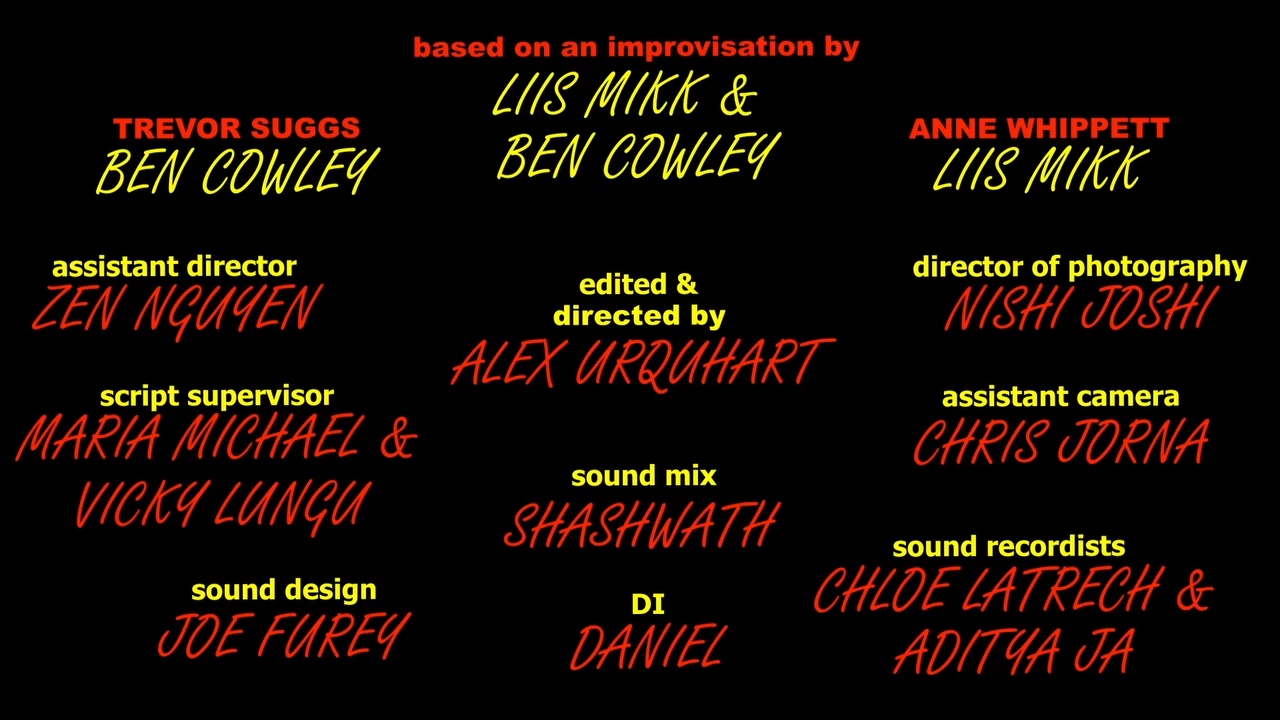 based on an improvisation by
LIIS MIKK &
BEN COWLEY
TREVOR SUGGS
BEN COWLEY
ANNE WHIPPETT
LIIS MIKK
assistant director
ZEN NGUYEN
edited &
directed by
ALEX URQUHART
director of photography
NISHI JOSHI
script supervisor
MARIA MICHAEL &
VICKY LUNGU
assistant camera
CHRIS JORNA
sound mix
SHASHWATH
sound recordists
CHLOE LATRECH &
ADITYA JA
sound design
JOE FUREY
DI
DANIEL